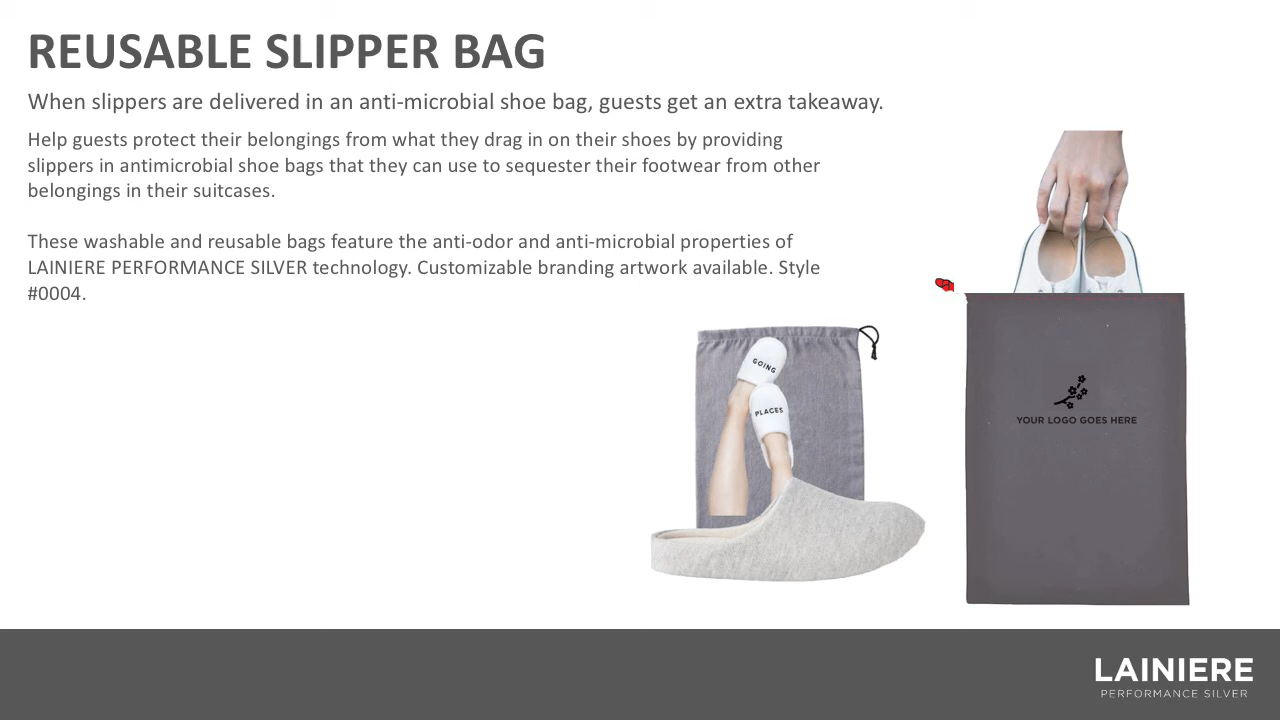 REUSABLE SLIPPER BAG
When slippers are delivered in an anti-microbial shoe bag, guests get an extra takeaway.
Help guests protect their belongings from what they drag in on their shoes by providing
slippers in antimicrobial shoe bags that they can use to sequester their footwear from other
belongings in their suitcases.
These washable and reusable bags feature the anti-odor and anti-microbial properties of
LAINIERE PERFORMANCE SILVER technology. Customizable branding artwork available. Style
#0004.
GOING
PLACES
YOUR LOGO GOES HERE
LAINIERE
PERFORMANCE SILVER